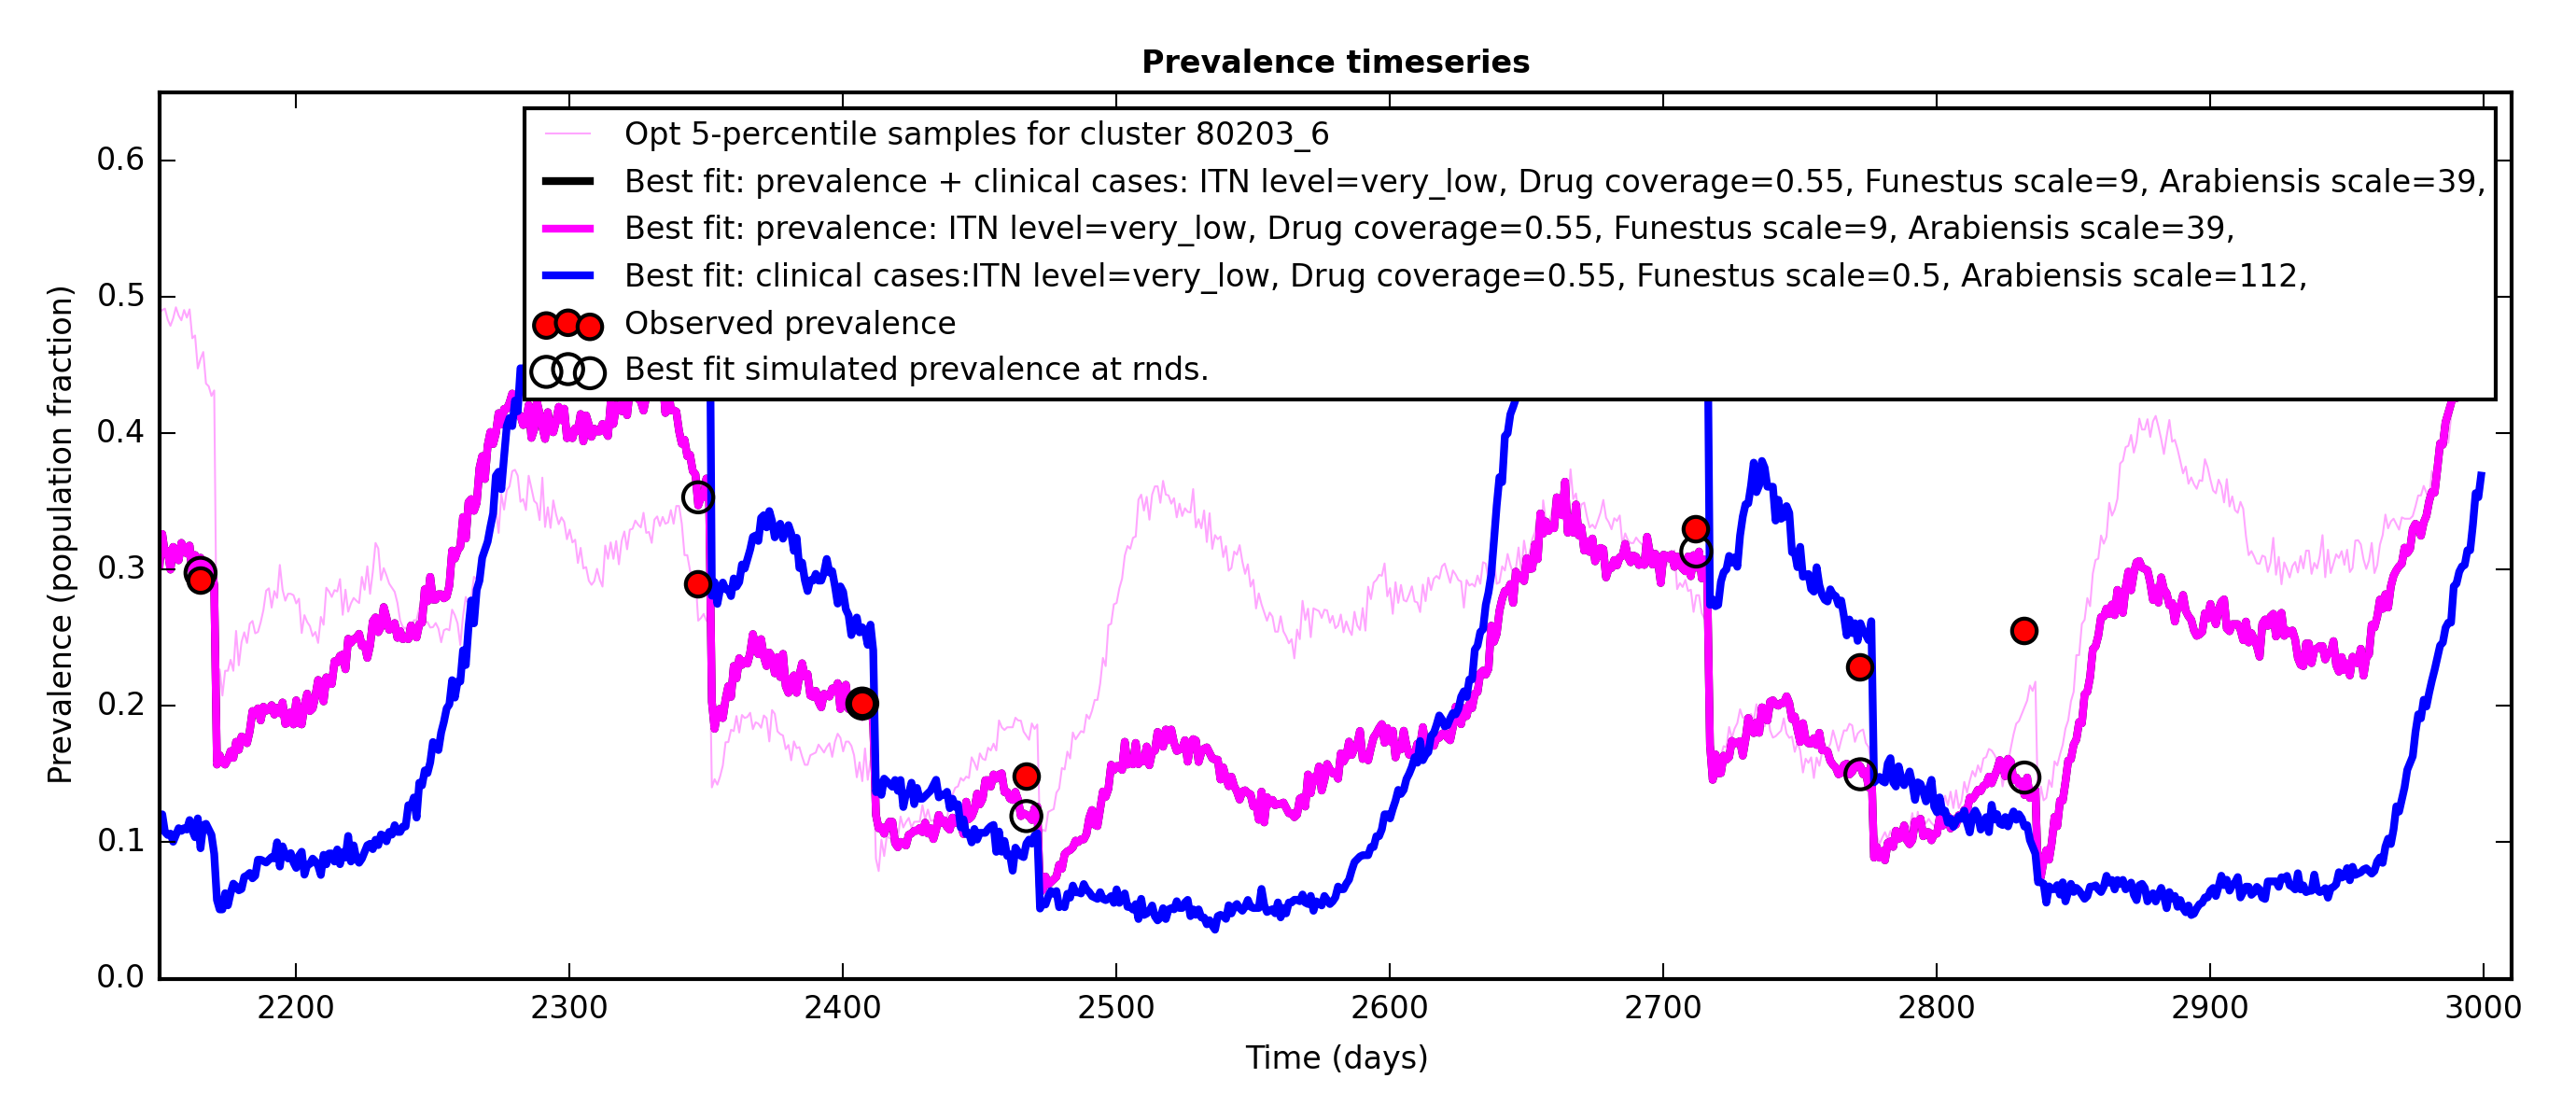 Prevalence timeseries
Opt 5-percentile samples for cluster 80203_6
Best fit: prevalence + clinical cases: ITN level=very_low, Drug coverage=0.55, Funestus scale=9, Arabiensis scale=39,
Best fit: prevalence: ITN level=very_low, Drug coverage=0.55, Funestus scale=9, Arabiensis scale=39,
Best fit: clinical cases:ITN level=very_low, Drug coverage=0.55, Funestus scale=0.5, Arabiensis scale=112,
Observed prevalence
Best fit simulated prevalence at rnds.
Prevalence (population fraction)
0.6
0.5
0.4
0.3
0.2
0.1
0.0
2200 2300 2400 2500 2600 2700 2800 2900 3000
Time (days)